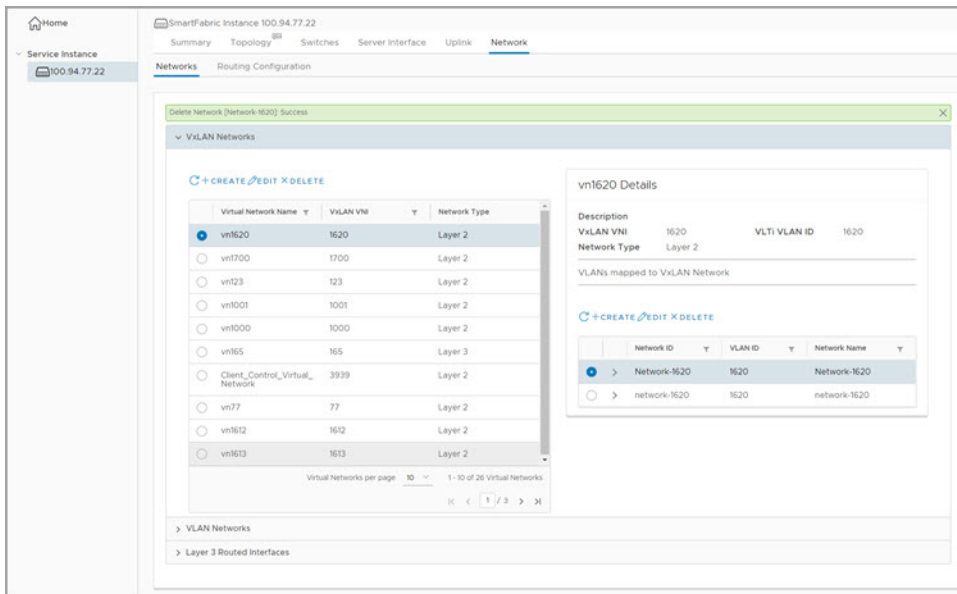 Home
SmartFabric Instance 100.94.77.22
Summary Topology Switches Server Interface Uplink Network
Service Instance
100.94.77.22
Networks Routing Configuration
Delete Network [Network-1620]: Success
VxLAN Networks
CREATE EDIT DELETE
Virtual Network Name VxLAN VNI Network Type
vn1620 1620 Layer 2
vn1700 1700 Layer 2
vn123 123 Layer 2
vn1001 1001 Layer 2
vn1000 1000 Layer 2
vn165 165 Layer 3
Client_Control_Virtual_ 3939 Layer 2
Network
vn77 77 Layer 2
vn1612 1612 Layer 2
vn1613 1613 Layer 2
Virtual Networks per page 10 1 - 10 of 26 Virtual Networks
1 / 3
vn1620 Details
Description
VxLAN VNI 1620 VLTi VLAN ID 1620
Network Type Layer 2
VLANs mapped to VxLAN Network
CREATE EDIT DELETE
Network ID VLAN ID Network Name
Network-1620 1620 Network-1620
network-1620 1620 network-1620
VLAN Networks
Layer 3 Routed Interfaces